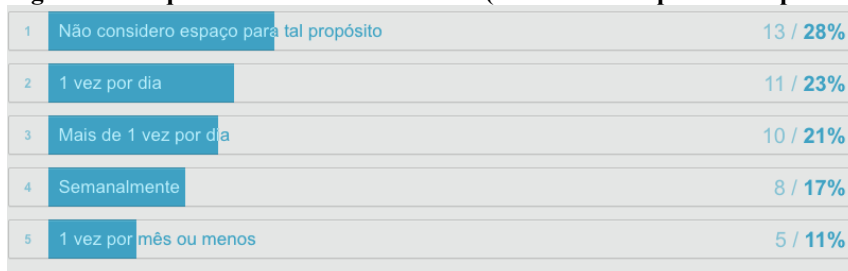 1 Não considero espaço para tal propósito 13 / 28%
2 1 vez por dia 11 / 23%
3 Mais de 1 vez por dia 10 / 21%
4 Semanalmente 8 / 17%
5 1 vez por mês ou menos 5 / 11%